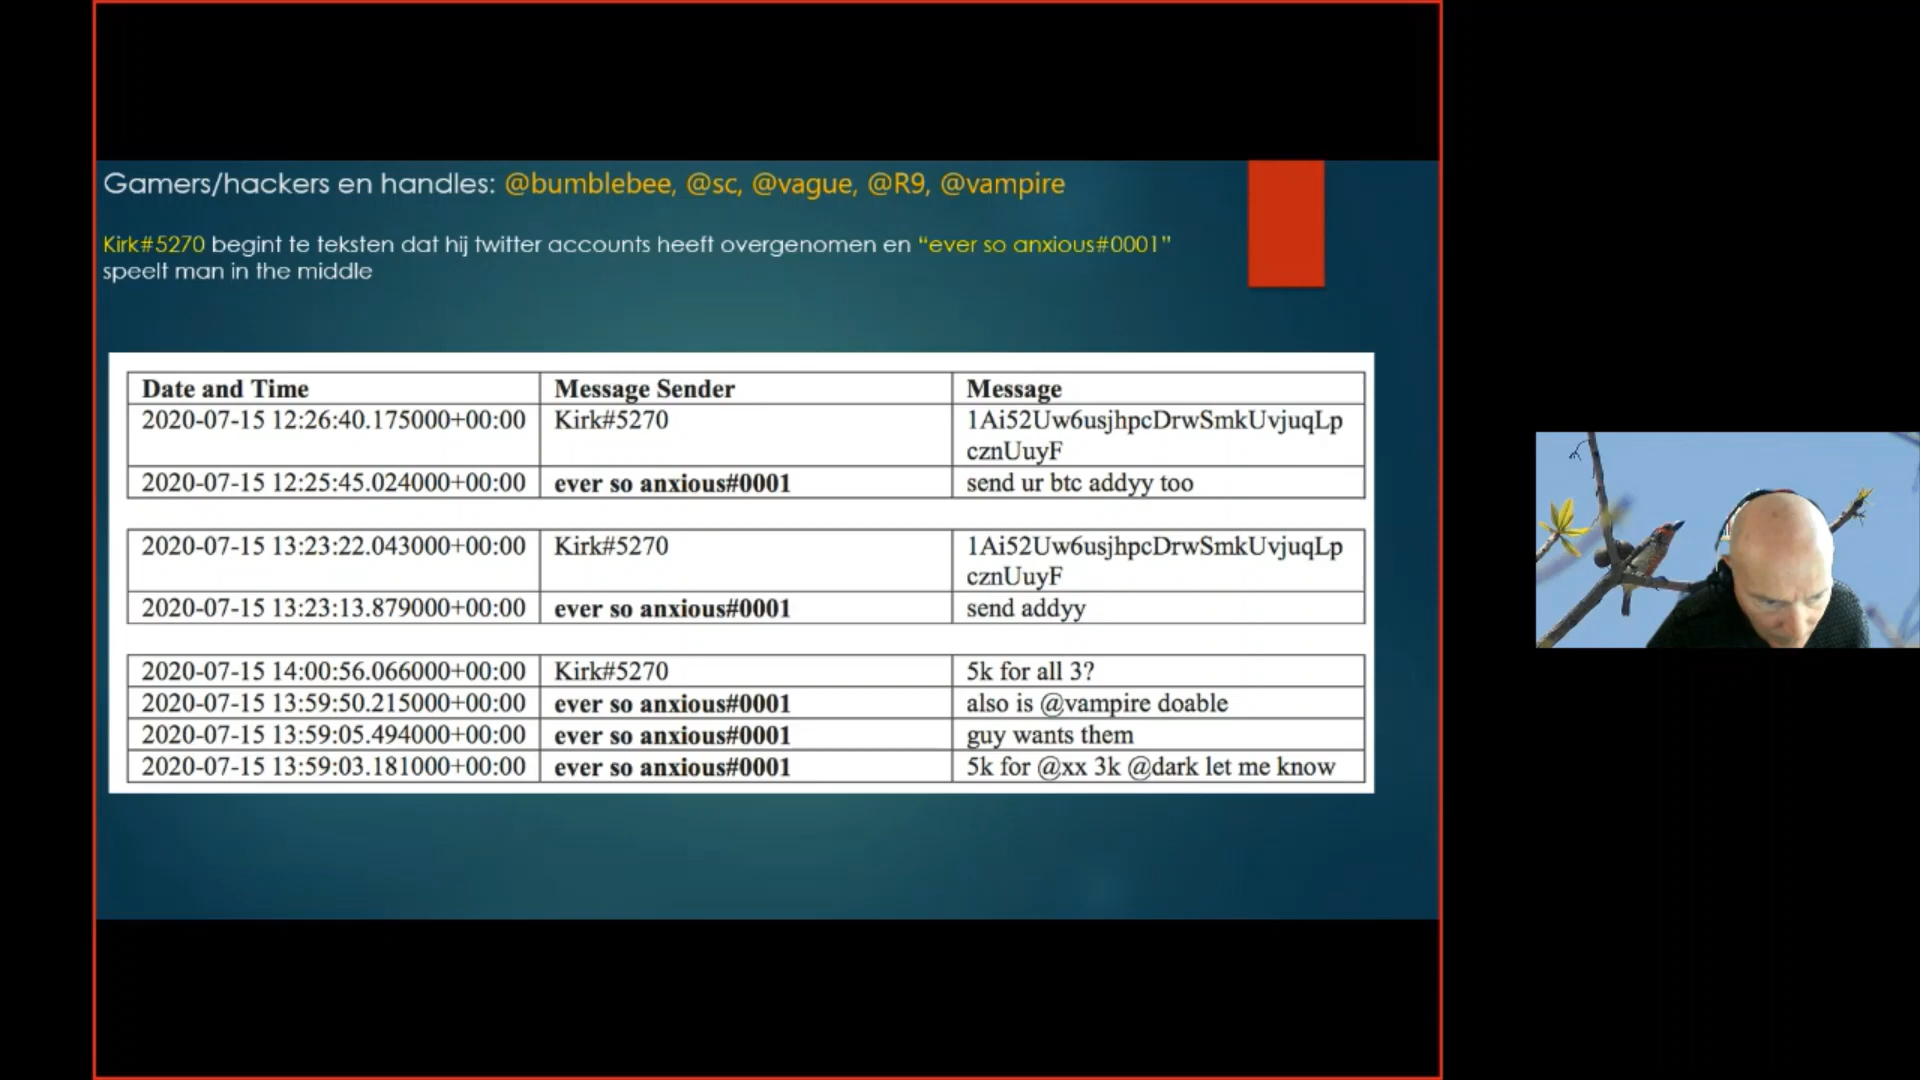 Gamers/hackers en handles: @bumblebee, @sc, @vague, @R9, @vampire
Kirk#5270 begint te teksten dat hij twitter accounts heeft overgenomen en “ever so anxious#0001”
speelt man in the middle
Date and Time Message Sender Message
2020-07-15 12:26:40.175000+00:00 Kirk#5270 1Ai52Uw6usjhpcDrwSmkUvjuqLp
cznUuyF
2020-07-15 12:25:45.024000+00:00 ever so anxious#0001 send ur btc addyy too
2020-07-15 13:23:22.043000+00:00 Kirk#5270 1Ai52Uw6usjhpcDrwSmkUvjuqLp
cznUuyF
2020-07-15 13:23:13.879000+00:00 ever so anxious#0001 send addyy
2020-07-15 14:00:56.066000+00:00 Kirk#5270 5k for all 3?
2020-07-15 13:59:50.215000+00:00 ever so anxious#0001 also is @vampire doable
2020-07-15 13:59:05.494000+00:00 ever so anxious#0001 guy wants them
2020-07-15 13:59:03.181000+00:00 ever so anxious#0001 5k for @xx 3k @dark let me know